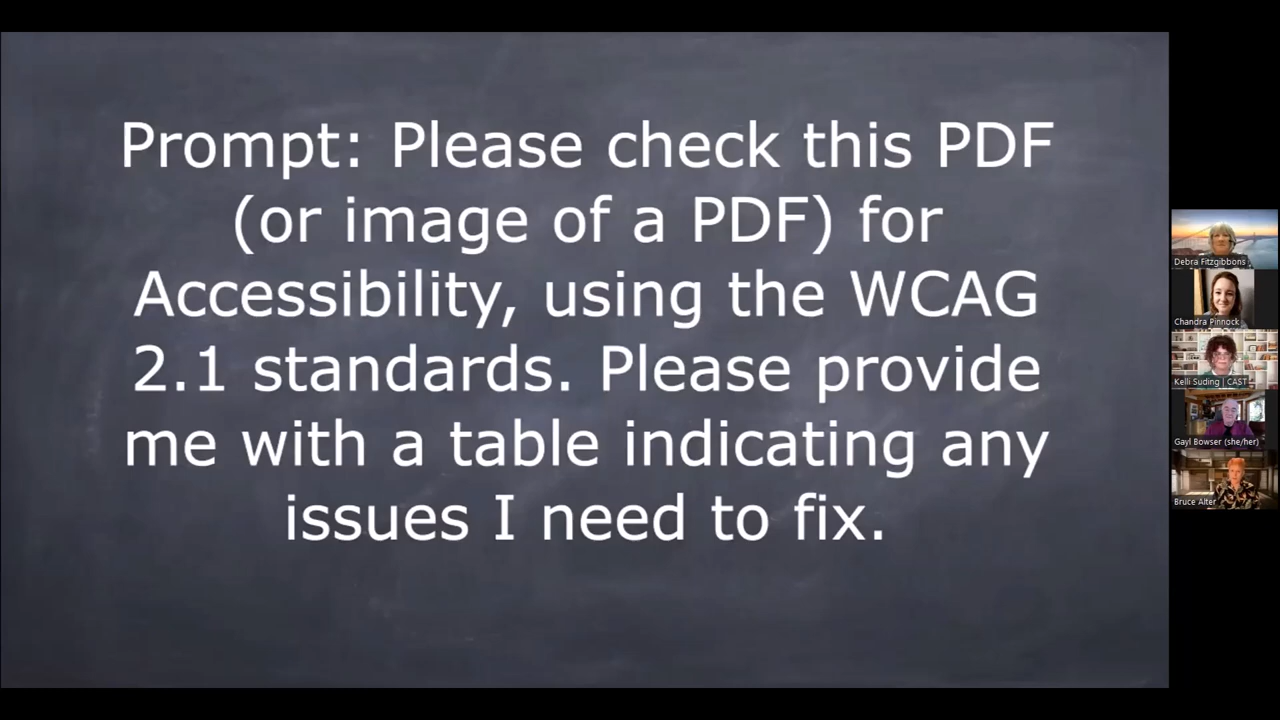 Prompt: Please check this PDF
(or image of a PDF) for
Accessibility, using the WCAG
2.1 standards. Please provide
me with a table indicating any
issues I need to fix.
Debra Fitzgibbons
Chandra Pinnock
Kelli Suding | CAST
Gayl Bowser (she/her)
Bruce Alter